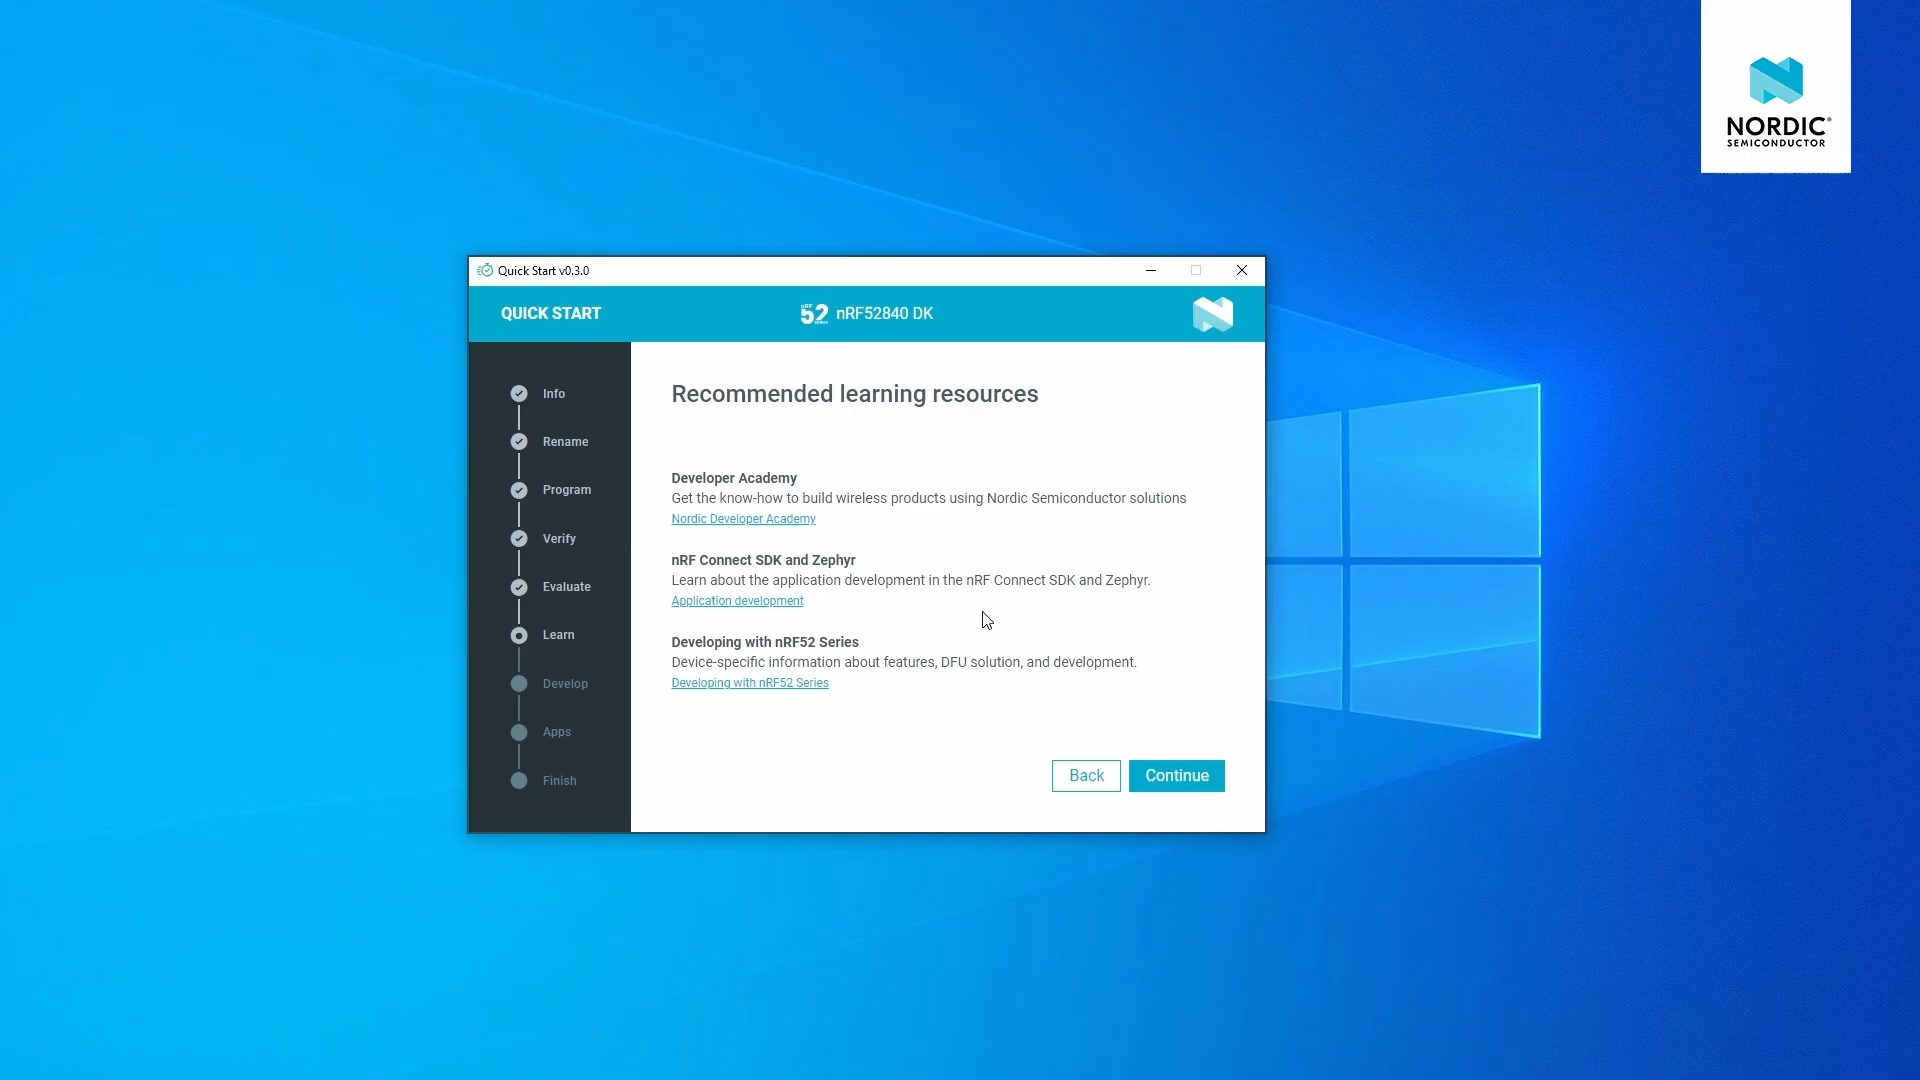 NORDIC®
SEMICONDUCTOR
Quick Start v0.3.0
QUICK START
nRF
52
SERIES
nRF52840 DK
Info
Rename
Program
Verify
Evaluate
Learn
Develop
Apps
Finish
Recommended learning resources
Developer Academy
Get the know-how to build wireless products using Nordic Semiconductor solutions
Nordic Developer Academy
nRF Connect SDK and Zephyr
Learn about the application development in the nRF Connect SDK and Zephyr.
Application development
Developing with nRF52 Series
Device-specific information about features, DFU solution, and development.
Developing with nRF52 Series
Back
Continue